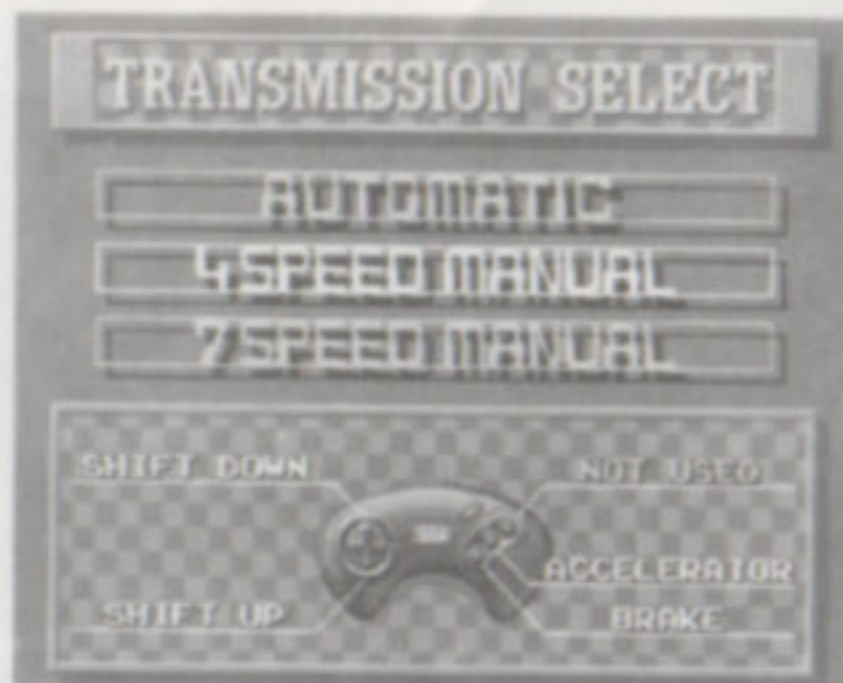 TRANSMISSION SELECT
AUTOMATIC
4 SPEED MANUAL
7 SPEED MANUAL
SHIFT DOWN
NOT USED
ACCELERATOR
SHIFT UP
BRAKE